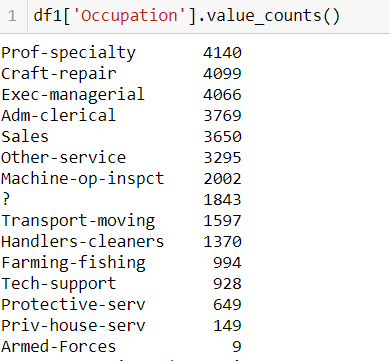 1 df1['Occupation'].value_counts()
Prof-specialty 4140
Craft-repair 4099
Exec-managerial 4066
Adm-clerical 3769
Sales 3650
Other-service 3295
Machine-op-inspct 2002
? 1843
Transport-moving 1597
Handlers-cleaners 1370
Farming-fishing 994
Tech-support 928
Protective-serv 649
Priv-house-serv 149
Armed-Forces 9